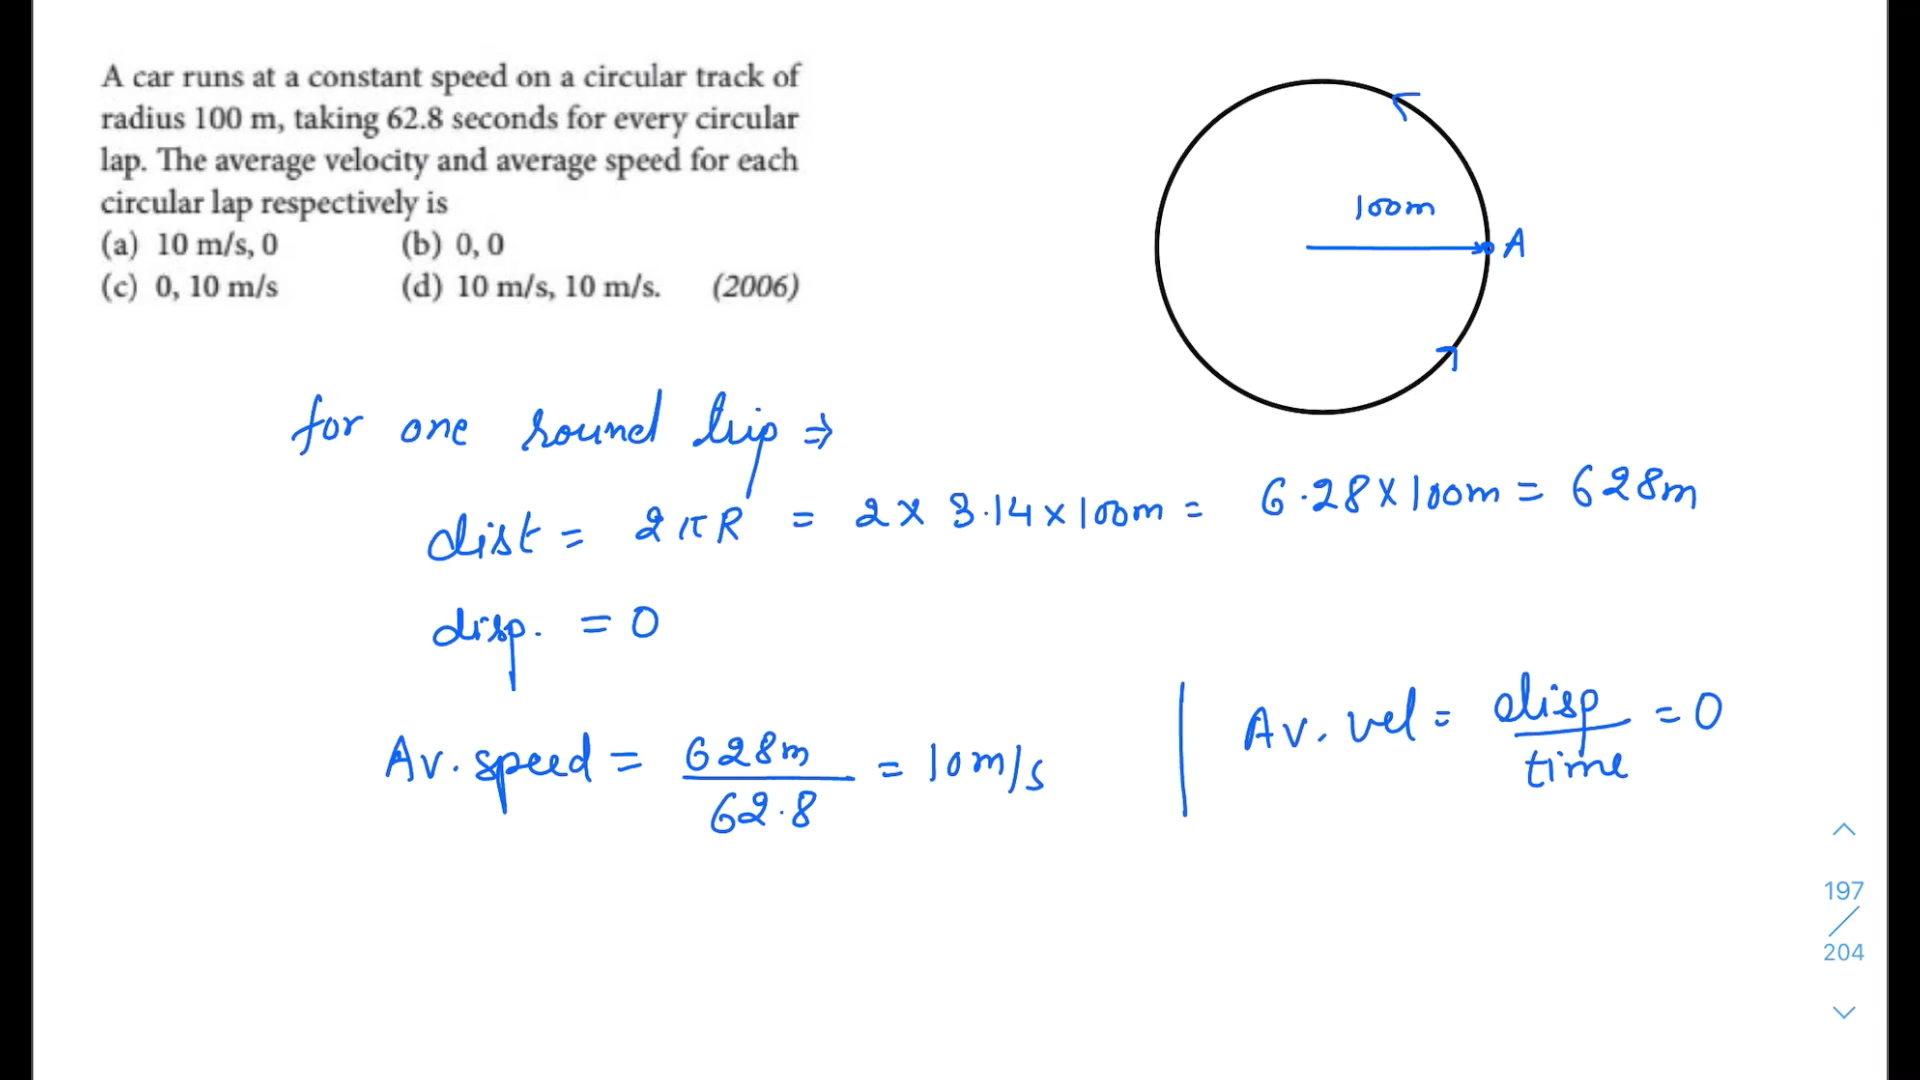 A car runs at a constant speed on a circular track of
radius 100 m, taking 62.8 seconds for every circular
lap. The average velocity and average speed for each
circular lap respectively is
(a) 10 m/s, 0 (b) 0, 0
(c) 0, 10 m/s (d) 10 m/s, 10 m/s. (2006)
100m
A
for one round trip ⇒
dist = 2πR = 2 × 3.14 × 100m = 6.28 × 100m = 628m
disp. = 0
Av. speed = 628m / 62.8 = 10m/s
Av. vel = disp / time = 0
197
/
204